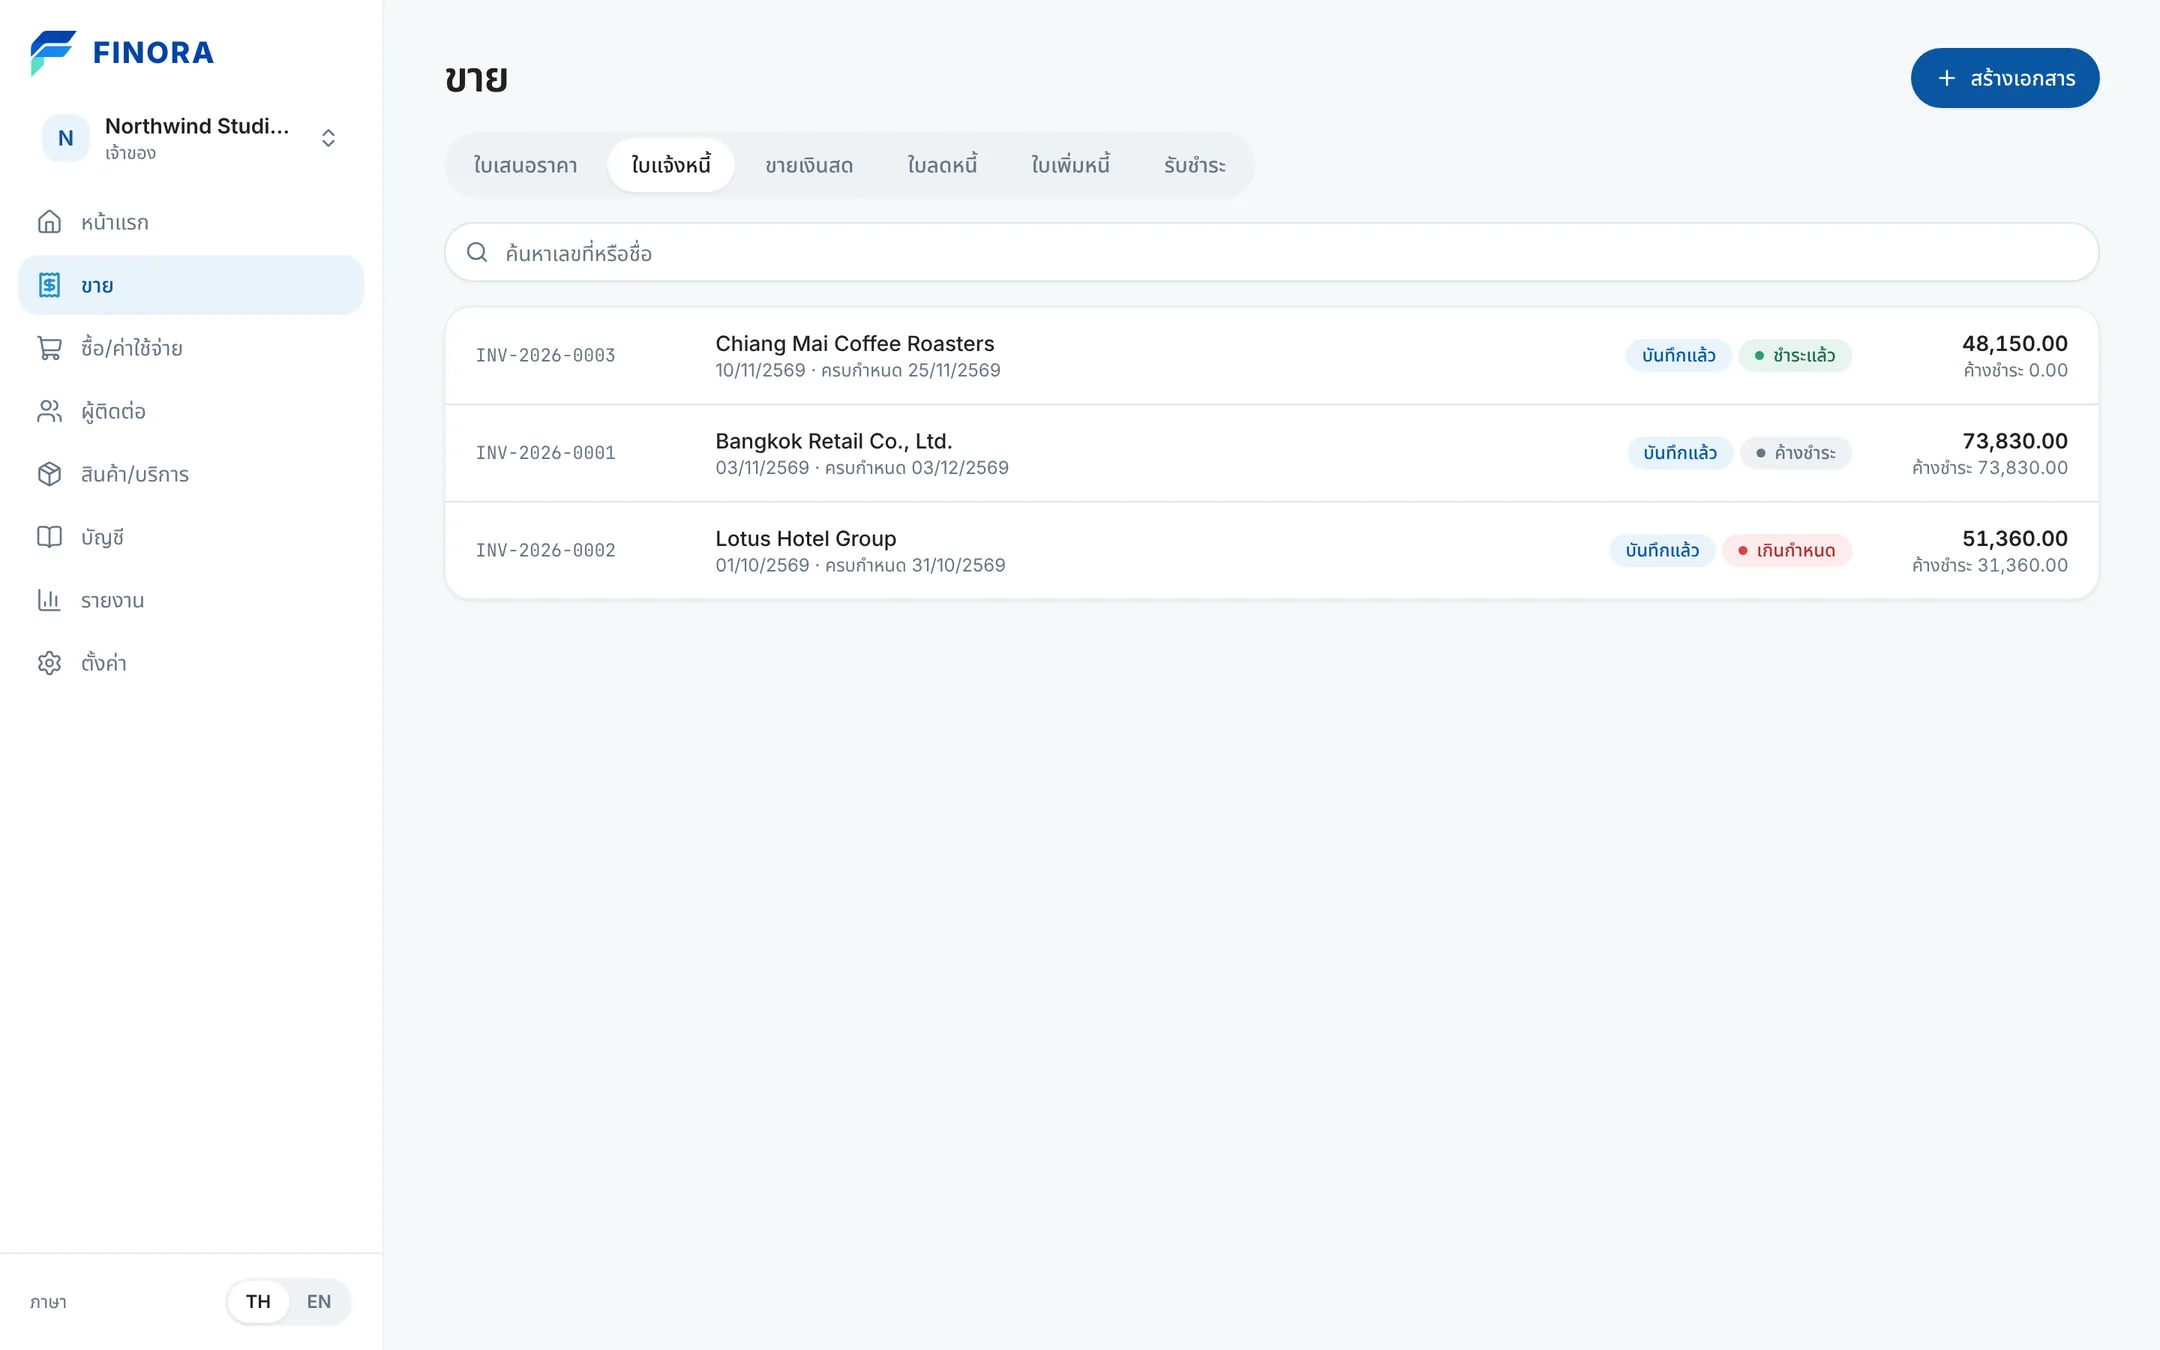 FINORA
N
Northwind Studi...
เจ้าของ
หน้าแรก
ขาย
ซื้อ/ค่าใช้จ่าย
ผู้ติดต่อ
สินค้า/บริการ
บัญชี
รายงาน
ตั้งค่า
ภาษา
TH EN
ขาย
+ สร้างเอกสาร
ใบเสนอราคา ใบแจ้งหนี้ ขายเงินสด ใบลดหนี้ ใบเพิ่มหนี้ รับชำระ
ค้นหาเลขที่หรือชื่อ
INV-2026-0003 Chiang Mai Coffee Roasters บันทึกแล้ว ชำระแล้ว 48,150.00
10/11/2569 · ครบกำหนด 25/11/2569 ค้างชำระ 0.00
INV-2026-0001 Bangkok Retail Co., Ltd. บันทึกแล้ว ค้างชำระ 73,830.00
03/11/2569 · ครบกำหนด 03/12/2569 ค้างชำระ 73,830.00
INV-2026-0002 Lotus Hotel Group บันทึกแล้ว เกินกำหนด 51,360.00
01/10/2569 · ครบกำหนด 31/10/2569 ค้างชำระ 31,360.00